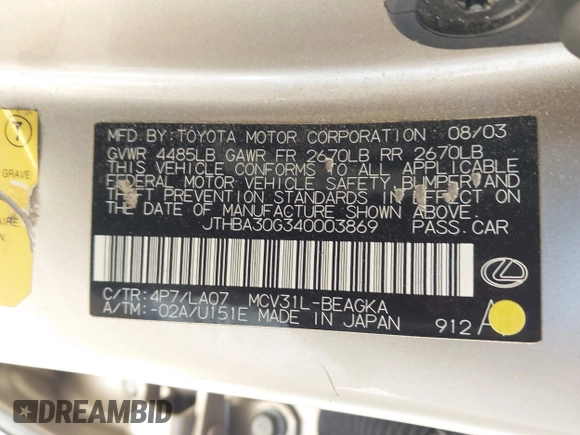 MFD BY: TOYOTA MOTOR CORPORATION 08/03
GVWR 4485LB GAWR FR 2670LB RR 2670LB
THIS VEHICLE CONFORMS TO ALL APPLICABLE
FEDERAL MOTOR VEHICLE SAFETY, BUMPER, AND
THEFT PREVENTION STANDARDS IN EFFECT ON
THE DATE OF MANUFACTURE SHOWN ABOVE.
JTHBA30G340003869 PASS. CAR
C/TR: 4P7/LA07 MCV31L-BEAGKA
A/TM: -02A/U151E MADE IN JAPAN
912 A
GRAVE
DREAMBID